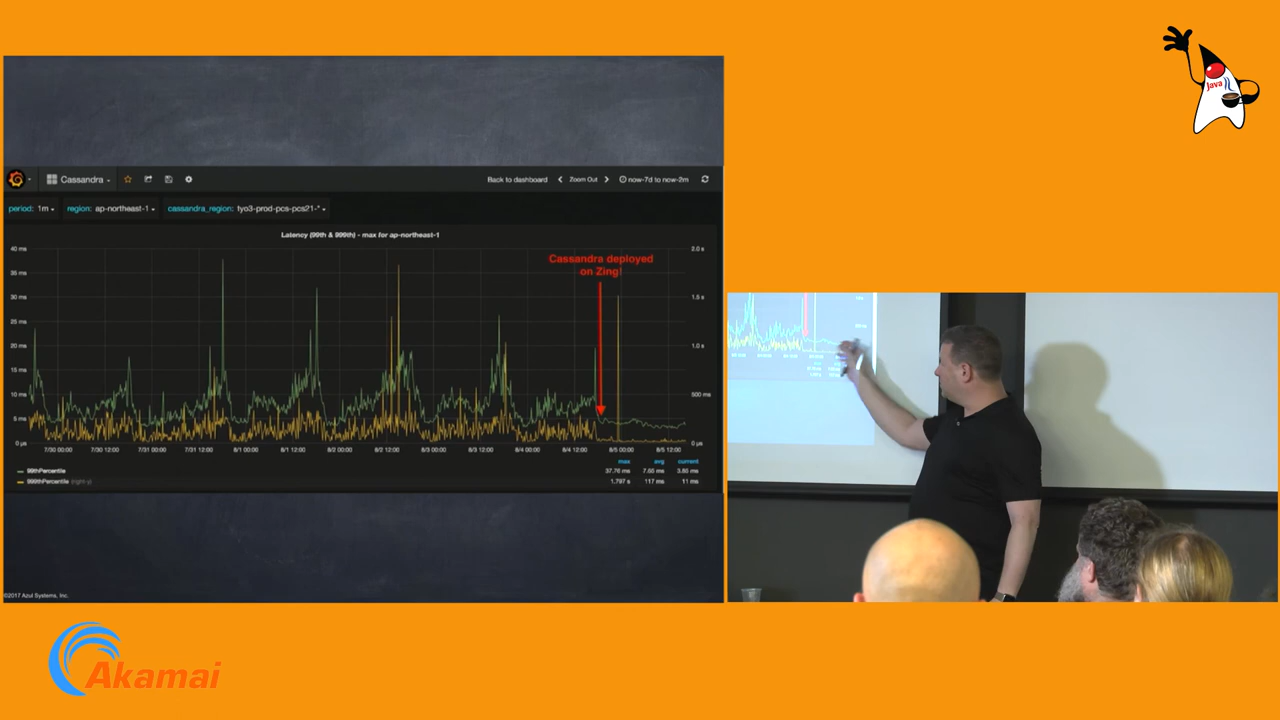 Java
Cassandra
Back to dashboard
Zoom Out
now-7d to now-2m
period: 1m
region: ap-northeast-1
cassandra_region: tyo3-prod-pcs-pcs21-*
Latency (99th & 999th) - max for ap-northeast-1
40 ms
35 ms
30 ms
25 ms
20 ms
15 ms
10 ms
5 ms
0 µs
2.0 s
1.5 s
1.0 s
500 ms
0 µs
Cassandra deployed
on Zing!
7/30 00:00 7/30 12:00 7/31 00:00 7/31 12:00 8/1 00:00 8/1 12:00 8/2 00:00 8/2 12:00 8/3 00:00 8/3 12:00 8/4 00:00 8/4 12:00 8/5 00:00 8/5 12:00
max avg current
99thPercentile 37.76 ms 7.60 ms 3.85 ms
999thPercentile (right-y) 1.797 s 117 ms 11 ms
©2017 Azul Systems, Inc.
Akamai